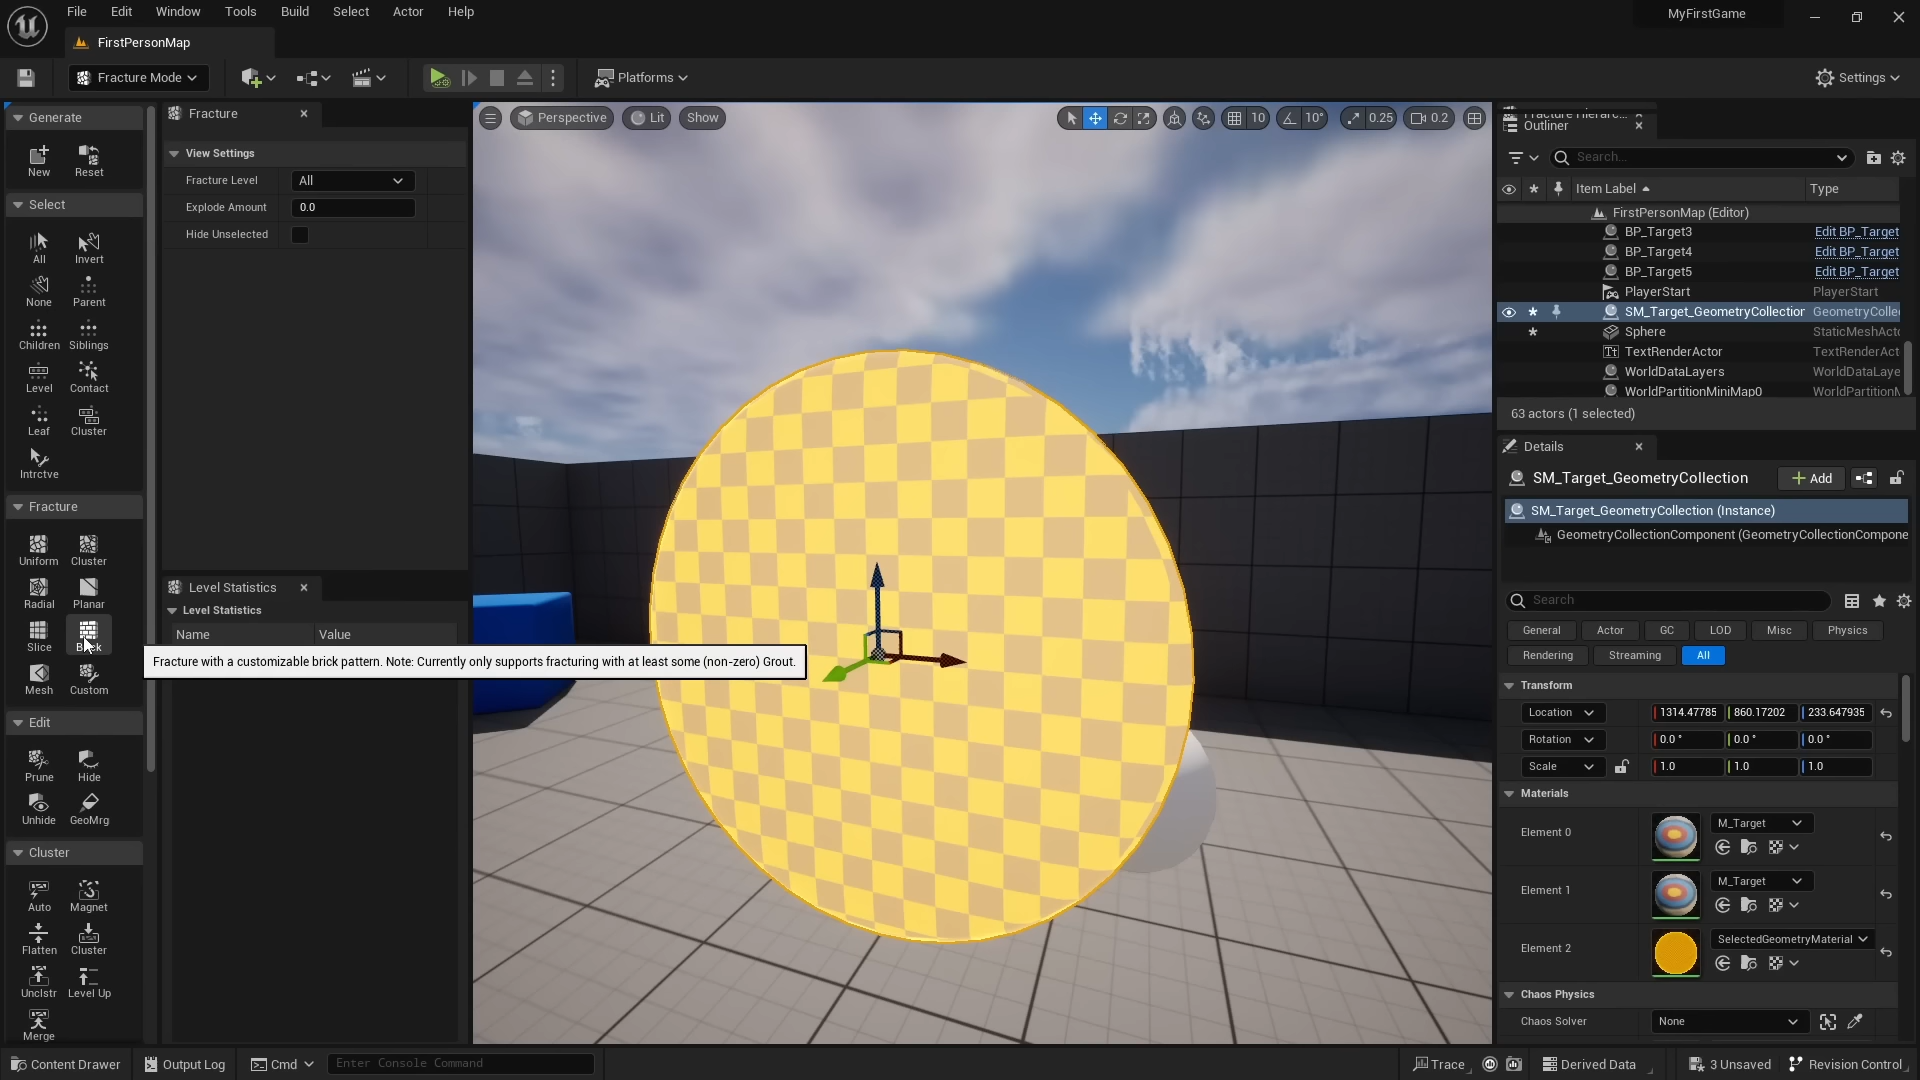 File Edit Window Tools Build Select Actor Help
MyFirstGame
FirstPersonMap
Fracture Mode
Platforms
Settings
Generate
New Reset
Select
All Invert
None Parent
Children Siblings
Level Contact
Leaf Cluster
Intrctve
Fracture
Uniform Cluster
Radial Planar
Slice Brick
Mesh Custom
Edit
Prune Hide
Unhide GeoMrg
Cluster
Auto Magnet
Flatten Cluster
Unclstr Level Up
Merge
Fracture
View Settings
Fracture Level All
Explode Amount 0.0
Hide Unselected
Level Statistics
Level Statistics
Name Value
Fracture with a customizable brick pattern. Note: Currently only supports fracturing with at least some (non-zero) Grout.
Perspective Lit Show
10 10° 0.25 0.2
Fracture Hierarc...
Outliner
Search...
Item Label Type
FirstPersonMap (Editor)
BP_Target3 Edit BP_Target
BP_Target4 Edit BP_Target
BP_Target5 Edit BP_Target
PlayerStart PlayerStart
SM_Target_GeometryCollection GeometryColle
Sphere StaticMeshActo
TextRenderActor TextRenderAct
WorldDataLayers WorldDataLaye
WorldPartitionMiniMap0 WorldPartitionM
63 actors (1 selected)
Details
SM_Target_GeometryCollection
Add
SM_Target_GeometryCollection (Instance)
GeometryCollectionComponent (GeometryCollectionCompone
Search
General Actor GC LOD Misc Physics
Rendering Streaming All
Transform
Location 1314.47785 860.17202 233.647935
Rotation 0.0 ° 0.0 ° 0.0 °
Scale 1.0 1.0 1.0
Materials
Element 0 M_Target
Element 1 M_Target
Element 2 SelectedGeometryMaterial
Chaos Physics
Chaos Solver None
Content Drawer Output Log Cmd Enter Console Command
Trace Derived Data 3 Unsaved Revision Control